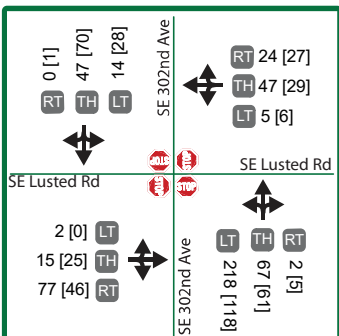 0 [1]
47 [70]
14 [28]
RT TH LT
SE 302nd Ave
RT 24 [27]
TH 47 [29]
LT 5 [6]
STOP
STOP
STOP
STOP
SE Lusted Rd
SE Lusted Rd
2 [0] LT
15 [25] TH
77 [46] RT
SE 302nd Ave
LT TH RT
218 [118]
67 [61]
2 [5]